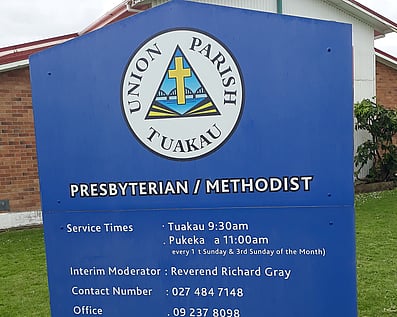 UNION PARISH
TUAKAU
PRESBYTERIAN / METHODIST
Service Times · Tuakau 9:30am
. Pukeka a 11:00am
every 1 t Sunday & 3rd Sunday of the Month)
Interim Moderator : Reverend Richard Gray
Contact Number : 027 484 7148
Office . 09 237 8098